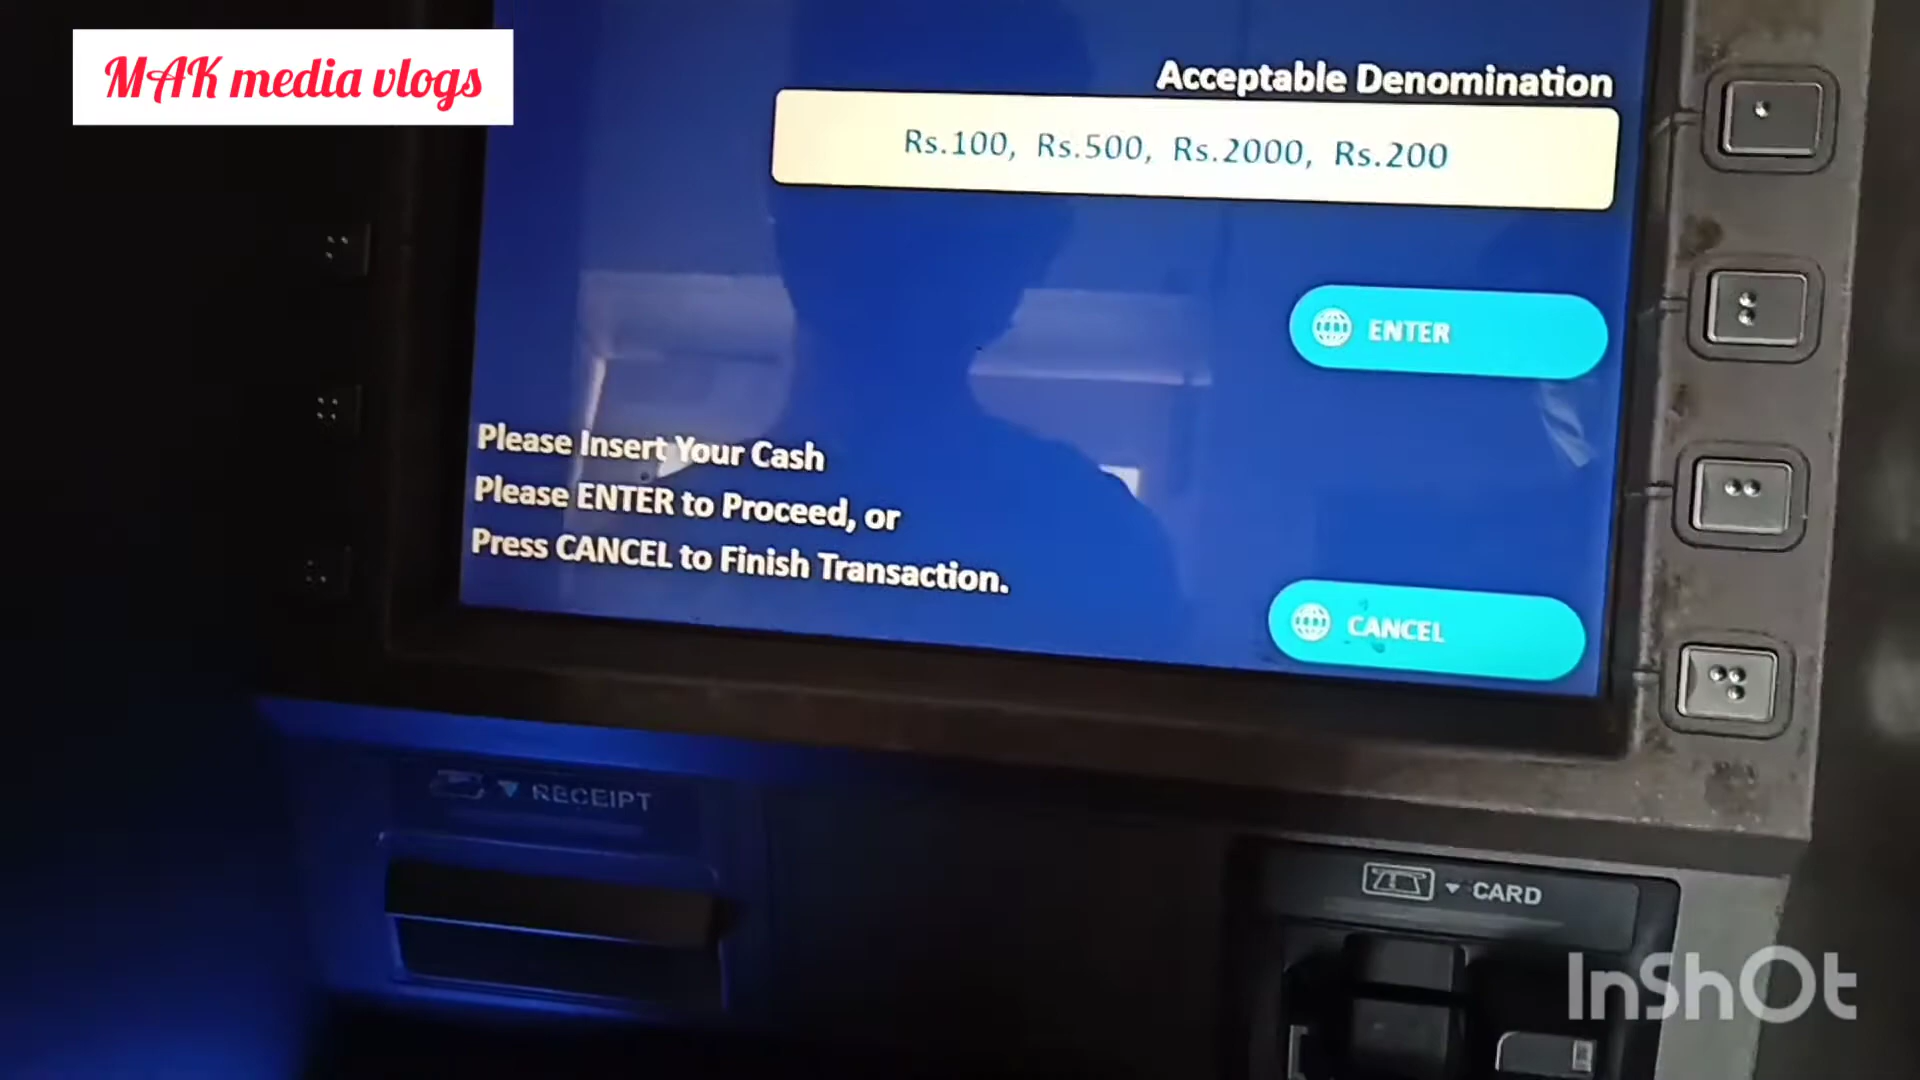 MAK media vlogs
Acceptable Denomination
Rs.100, Rs.500, Rs.2000, Rs.200
ENTER
Please Insert Your Cash
Please ENTER to Proceed, or
Press CANCEL to Finish Transaction.
CANCEL
RECEIPT
CARD
InShOt